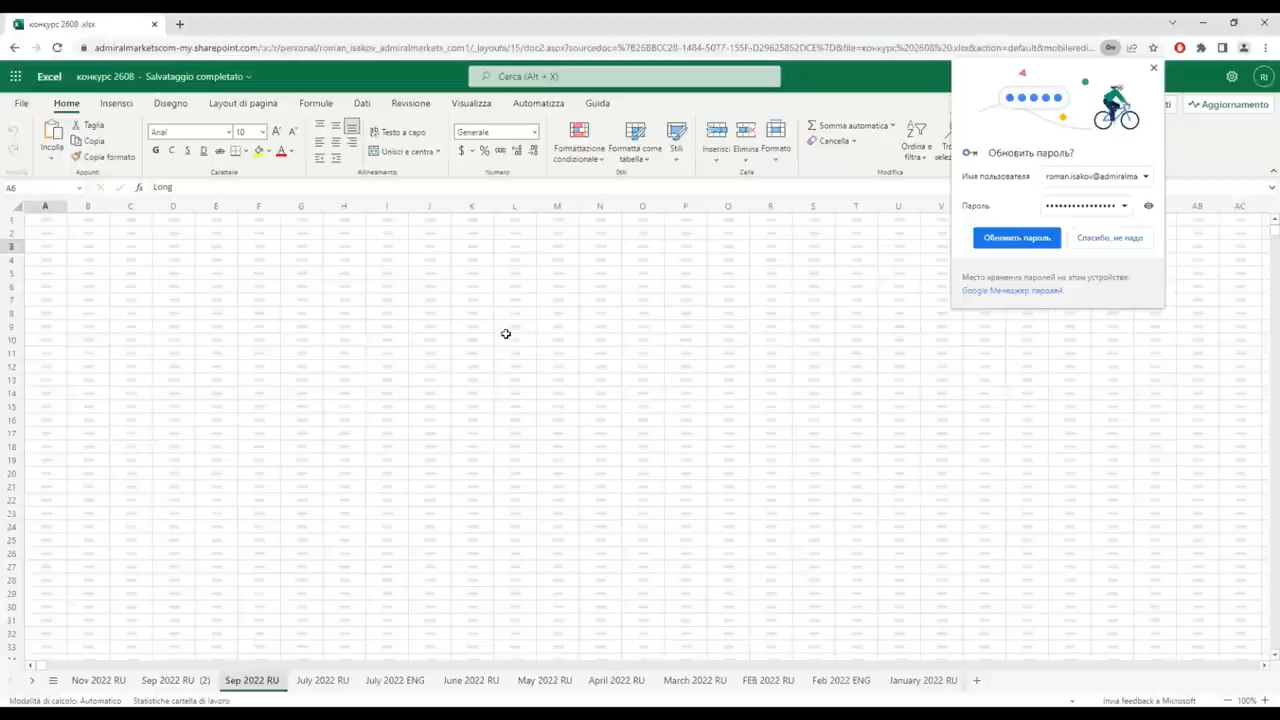 конкурс 2608 .xlsx
admiralmarketscom-my.sharepoint.com/:x:/r/personal/roman_isakov_admiralmarkets_com1/_layouts/15/doc2.aspx?sourcedoc=%7B26BBCC2B-1484-5077-155F-D29625852DCE%7D&file=конкурс%202608%20.xlsx&action=default&mobileredi...
Excel конкурс 2608 - Salvataggio completato Cerca (Alt + X) RI
File Home Inserisci Disegno Layout di pagina Formule Dati Revisione Visualizza Automatizza Guida Aggiornamento
Incolla
Taglia
Copia
Copia formato
Appunti
Arial 10
G C S D ab
Carattere
Testo a capo
Unisci e centra
Allineamento
Generale
$ % 000
Numero
Formattazione condizionale
Formatta come tabella
Stili
Stili
Inserisci Elimina Formato
Celle
Somma automatica
Cancella
Ordina e filtra
Modifica
Обновить пароль?
Имя пользователя roman.isakov@admiralma
Пароль ••••••••••••••••
Обновить пароль Спасибо, не надо
Место хранения паролей на этом устройстве:
Google Менеджер паролей.
A6 fx Long
A B C D E F G H I J K L M N O P Q R S T U V AB AC
1
2
3
4
5
6
7
8
9
10
11
12
13
14
15
16
17
18
19
20
21
22
23
24
25
26
27
28
29
30
31
32
33
Nov 2022 RU Sep 2022 RU (2) Sep 2022 RU July 2022 RU July 2022 ENG June 2022 RU May 2022 RU April 2022 RU March 2022 RU FEB 2022 RU Feb 2022 ENG January 2022 RU
Modalità di calcolo: Automatico Statistiche cartella di lavoro Invia feedback a Microsoft 100%